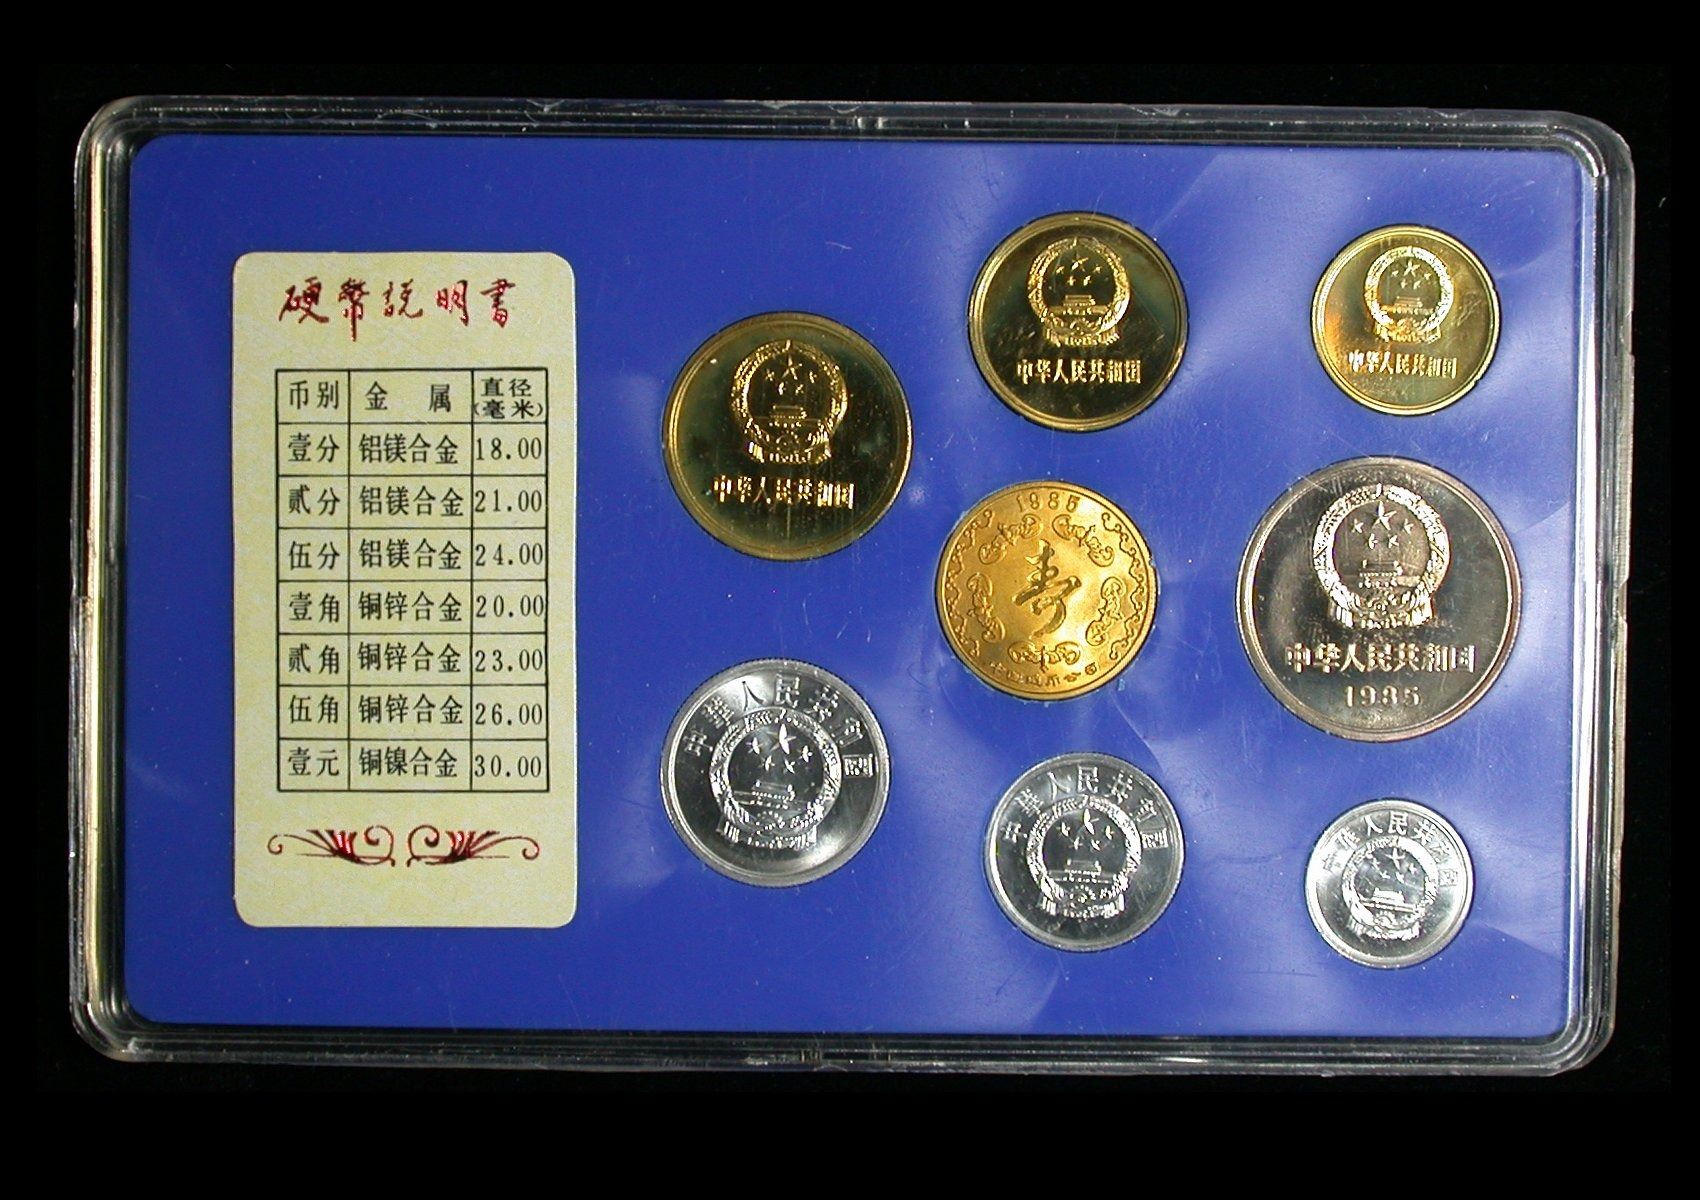 硬幣説明書
币别 金属 直径(毫米)
壹分 铝镁合金 18.00
贰分 铝镁合金 21.00
伍分 铝镁合金 24.00
壹角 铜锌合金 20.00
贰角 铜锌合金 23.00
伍角 铜锌合金 26.00
壹元 铜镍合金 30.00
中华人民共和国
中华人民共和国
中华人民共和国
1985
寿
中华人民共和国
1985
中華人民共和国
中華人民共和国
中華人民共和国